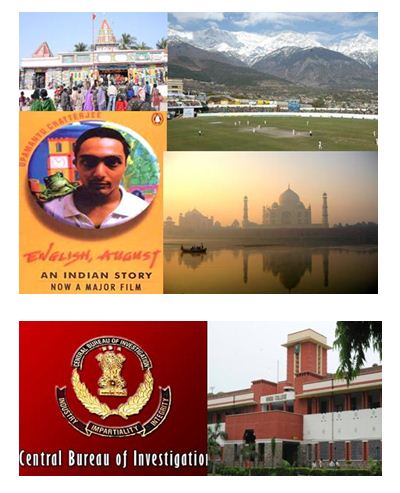 UPAMANYU CHATTERJEE
ENGLISH, AUGUST
AN INDIAN STORY
NOW A MAJOR FILM
CENTRAL BUREAU OF INVESTIGATION
INDUSTRY IMPARTIALITY INTEGRITY
Central Bureau of Investigation